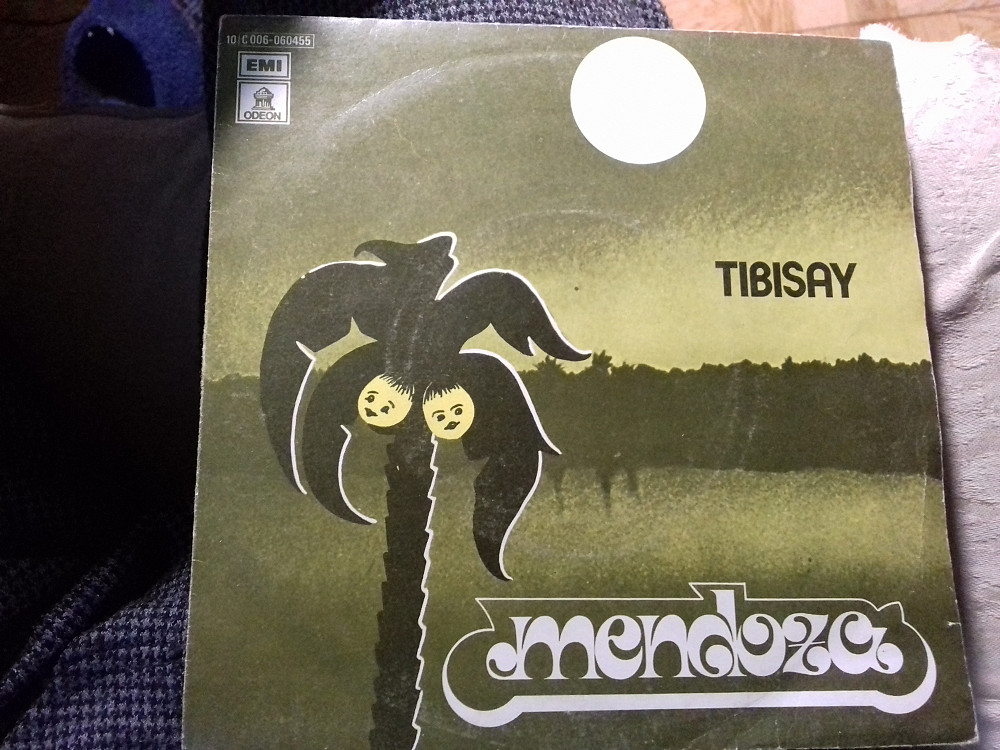 10 C 006-060455
EMI
ODEON
TIBISAY
mendoza